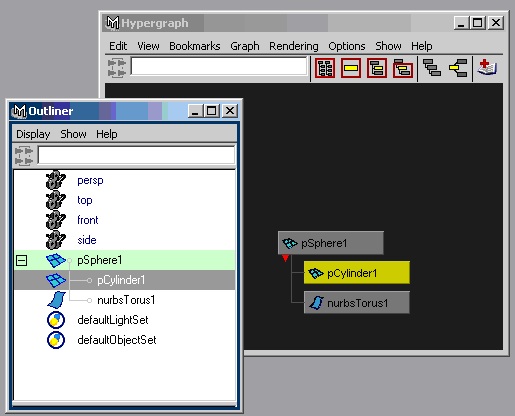 Hypergraph
Edit View Bookmarks Graph Rendering Options Show Help
Outliner
Display Show Help
persp
top
front
side
pSphere1
pCylinder1
nurbsTorus1
defaultLightSet
defaultObjectSet
pSphere1
pCylinder1
nurbsTorus1